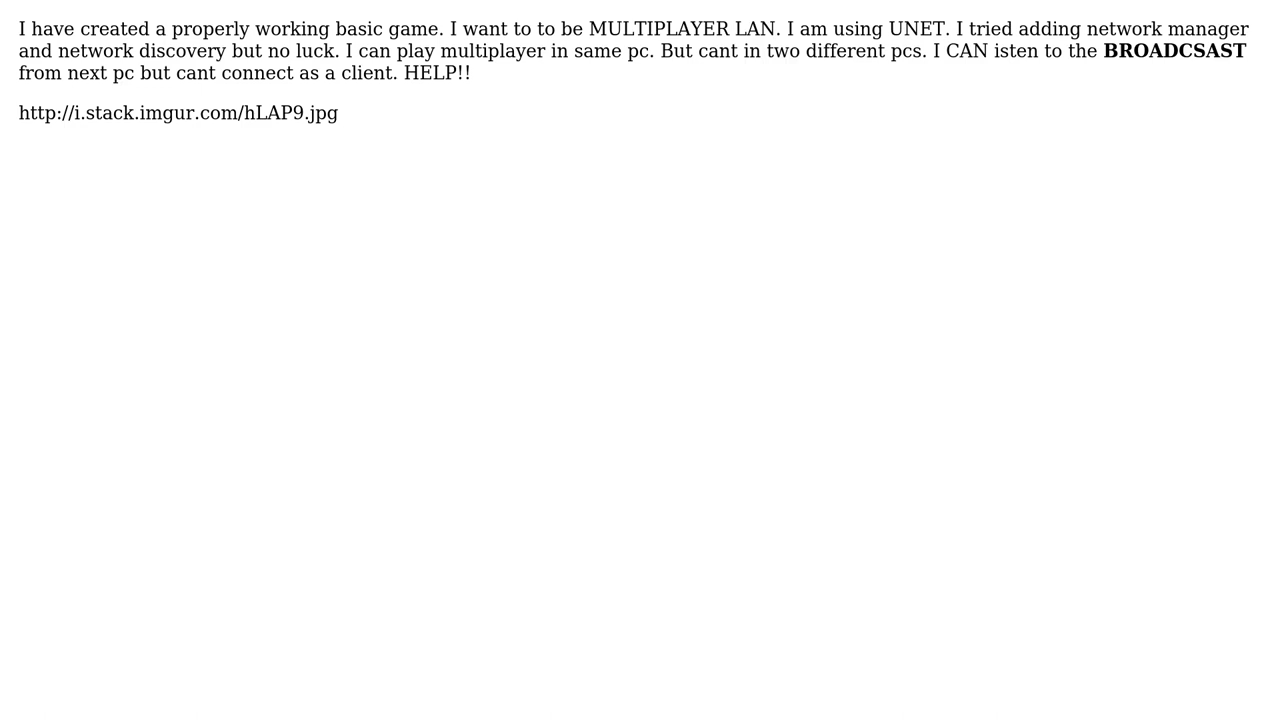 I have created a properly working basic game. I want to to be MULTIPLAYER LAN. I am using UNET. I tried adding network manager
and network discovery but no luck. I can play multiplayer in same pc. But cant in two different pcs. I CAN isten to the BROADCSAST
from next pc but cant connect as a client. HELP!!
http://i.stack.imgur.com/hLAP9.jpg